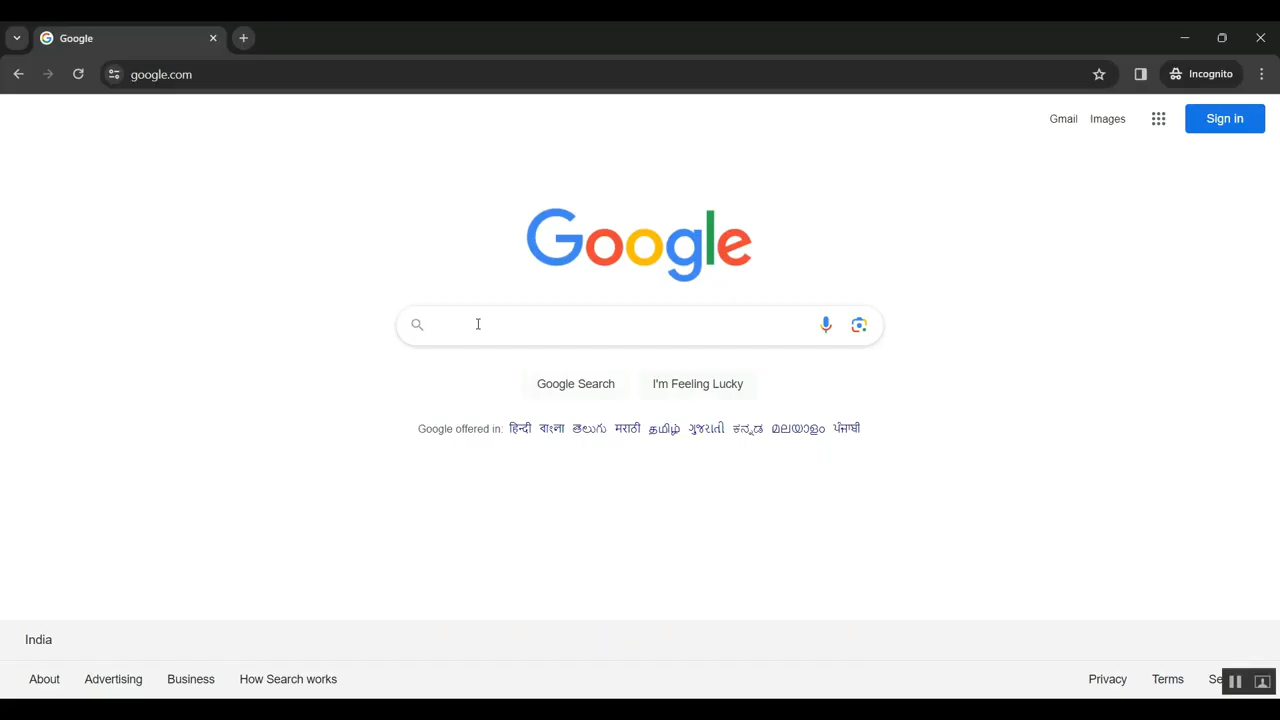 Google
google.com
Incognito
Gmail Images Sign in
Google
Google Search I'm Feeling Lucky
Google offered in: हिन्दी বাংলা తెలుగు मराठी தமிழ் ગુજરાતી ಕನ್ನಡ മലയാളം ਪੰਜਾਬੀ
India
About Advertising Business How Search works Privacy Terms Se